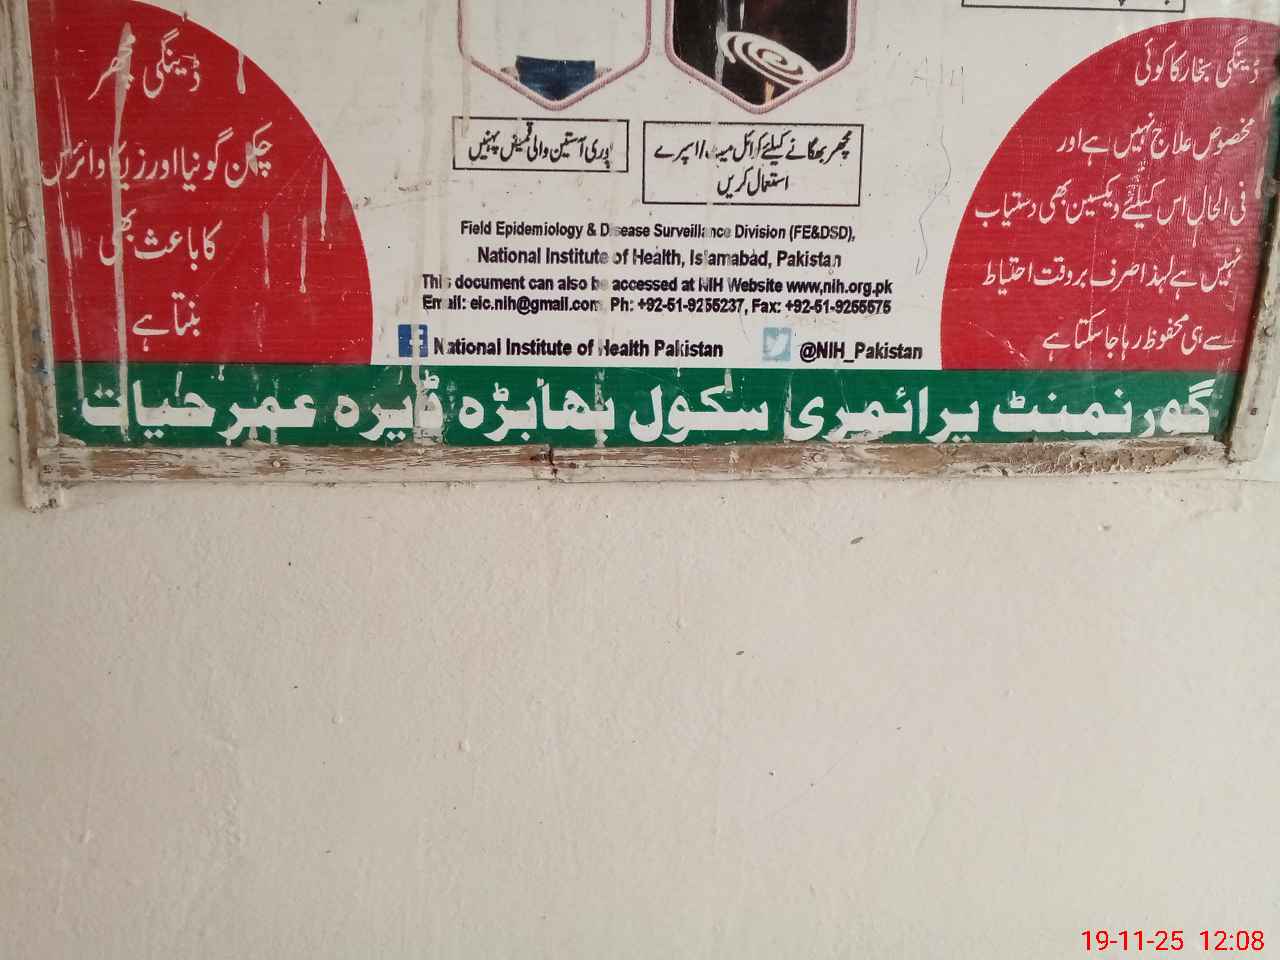 ڈینگی مچھر
چکن گونیا اور زیکا وائرس
کا باعث بھی
بنتا ہے
پوری آستین والی قمیض پہنیں
مچھر بھگانے کیلئے کوائل میٹ / اسپرے
استعمال کریں
ڈینگی بخار کا کوئی
مخصوص علاج نہیں ہے اور
فی الحال اس کیلئے ویکسین بھی دستیاب
نہیں ہے لہذا صرف بروقت احتیاط
سے ہی محفوظ رہا جا سکتا ہے
Field Epidemiology & Disease Surveillance Division (FE&DSD),
National Institute of Health, Islamabad, Pakistan
This document can also be accessed at NIH Website www.nih.org.pk
Email: eic.nih@gmail.com Ph: +92-51-9255237, Fax: +92-51-9255575
National Institute of Health Pakistan
@NIH_Pakistan
گورنمنٹ پرائمری سکول بھابڑہ ڈیرہ عمر حیات
19-11-25 12:08